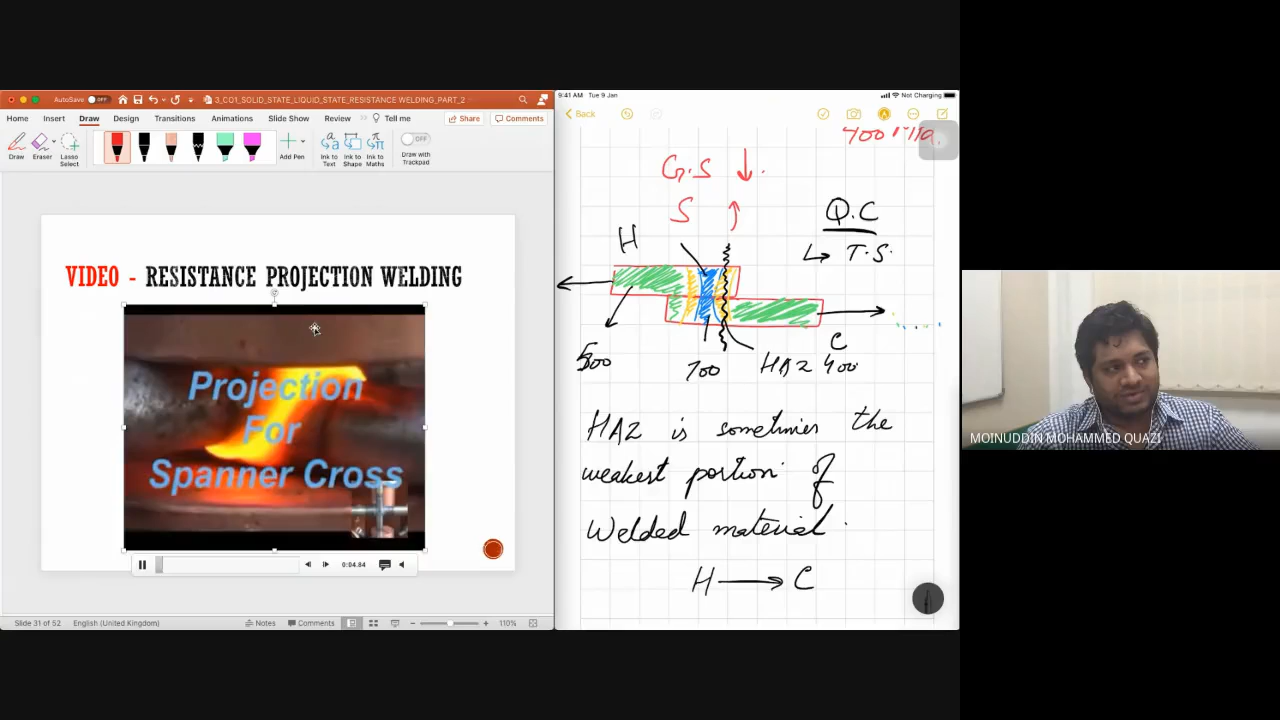 AutoSave OFF
3_CO1_SOLID_STATE_LIQUID_STATE_RESISTANCE WELDING_PART_2
Home Insert Draw Design Transitions Animations Slide Show Review Tell me Share Comments
Draw
Eraser
Lasso Select
Add Pen
Ink to Text
Ink to Shape
Ink to Maths
OFF
Draw with Trackpad
VIDEO - RESISTANCE PROJECTION WELDING
Projection
For
Spanner Cross
0:04.84
Slide 31 of 52 English (United Kingdom) Notes Comments 110%
9:41 AM Tue 9 Jan Not Charging
Back
G.S ↓
S ↑
Q.C
↳ T.S.
H
C
500
700
HAZ
400
HAZ is sometimes the
weakest portion of
Welded material.
H → C
MOINUDDIN MOHAMMED QUAZI